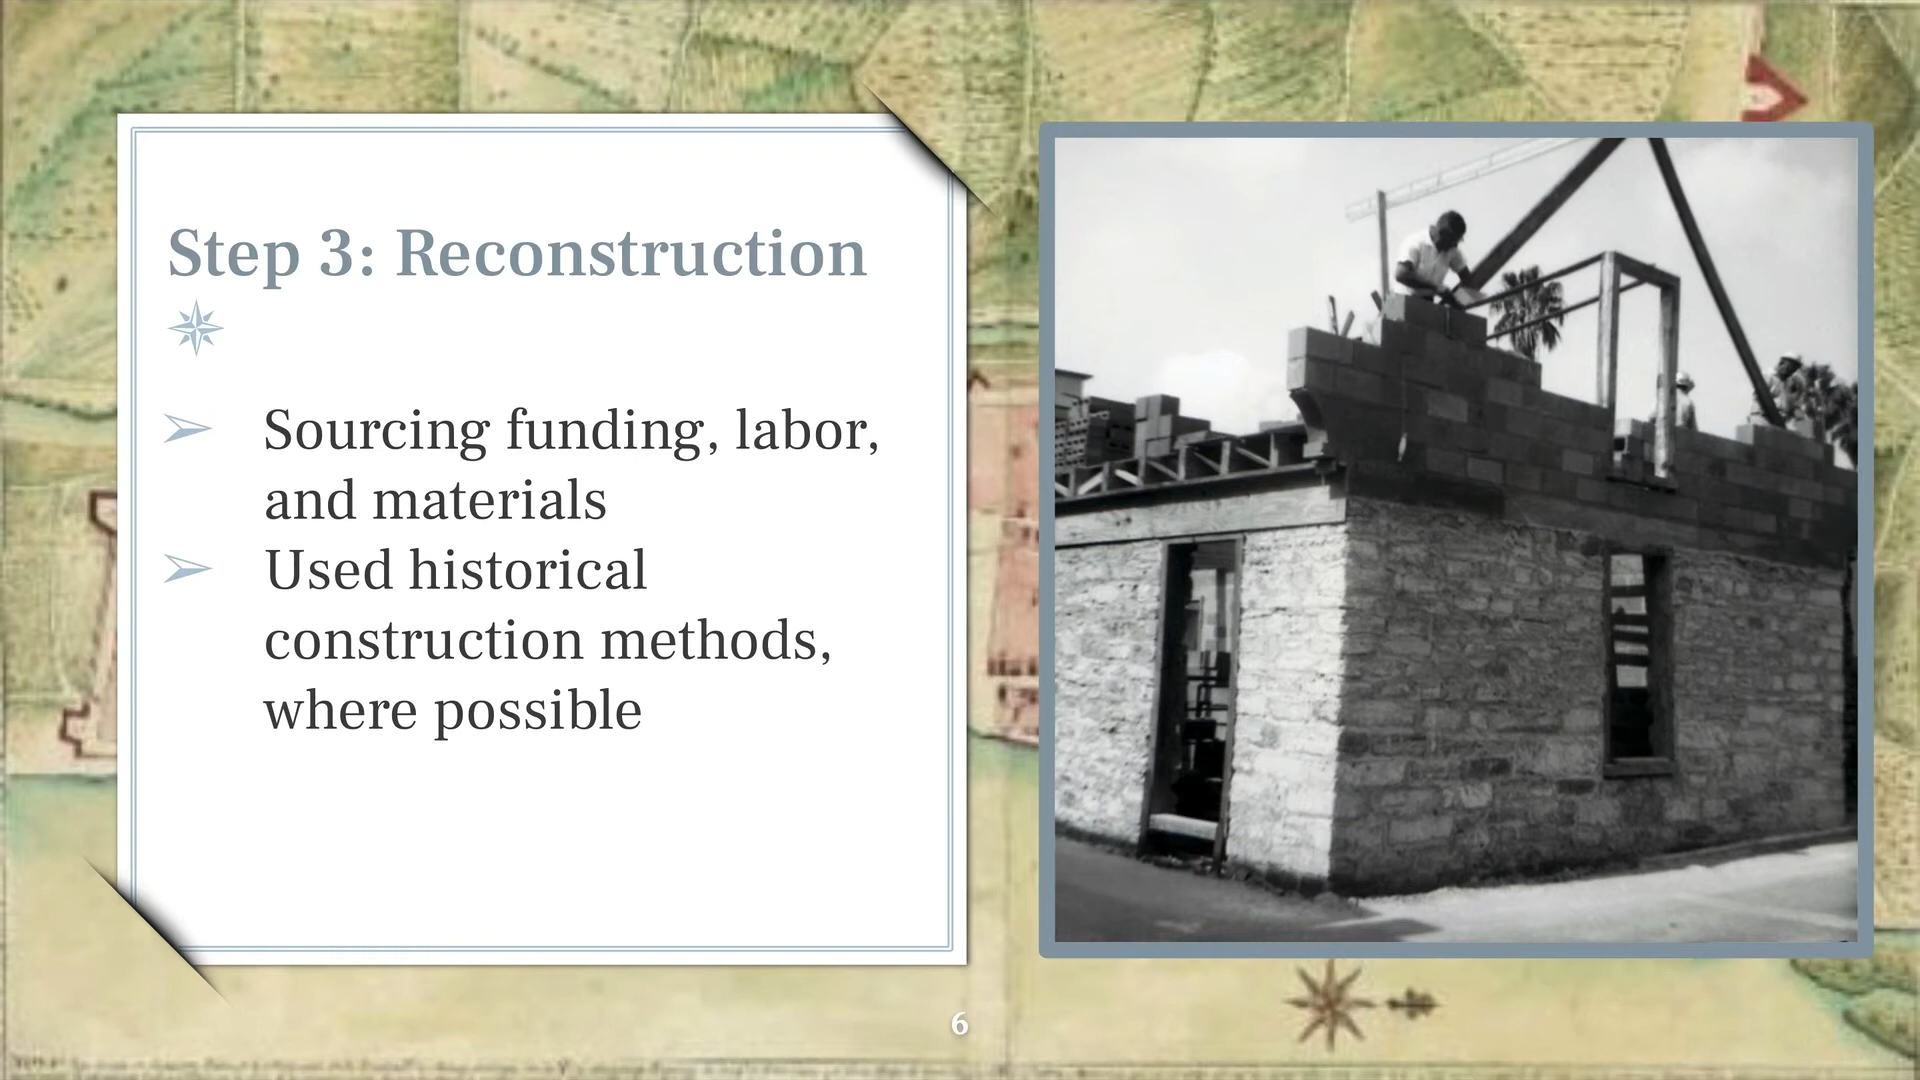 Step 3: Reconstruction
➢ Sourcing funding, labor,
and materials
➢ Used historical
construction methods,
where possible
6